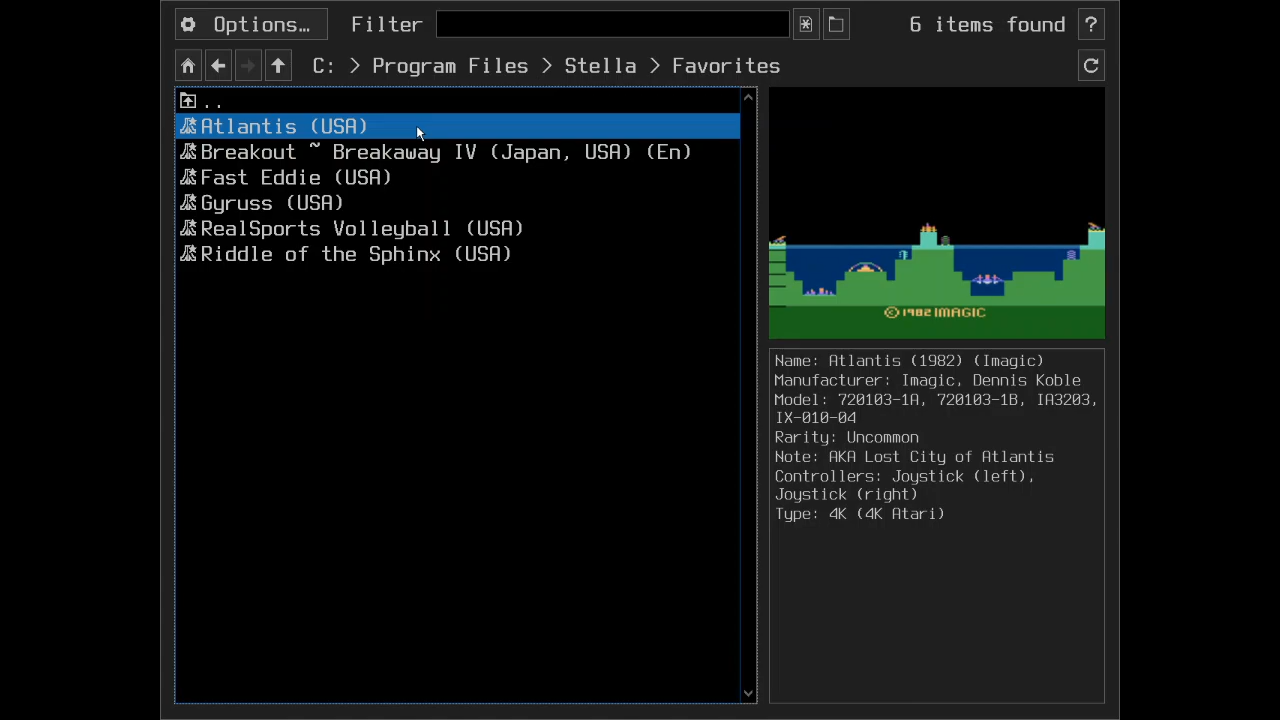 Options… Filter 6 items found ?
C: > Program Files > Stella > Favorites
..
Atlantis (USA)
Breakout ~ Breakaway IV (Japan, USA) (En)
Fast Eddie (USA)
Gyruss (USA)
RealSports Volleyball (USA)
Riddle of the Sphinx (USA)
© 1982 IMAGIC
Name: Atlantis (1982) (Imagic)
Manufacturer: Imagic, Dennis Koble
Model: 720103-1A, 720103-1B, IA3203,
IX-010-04
Rarity: Uncommon
Note: AKA Lost City of Atlantis
Controllers: Joystick (left),
Joystick (right)
Type: 4K (4K Atari)